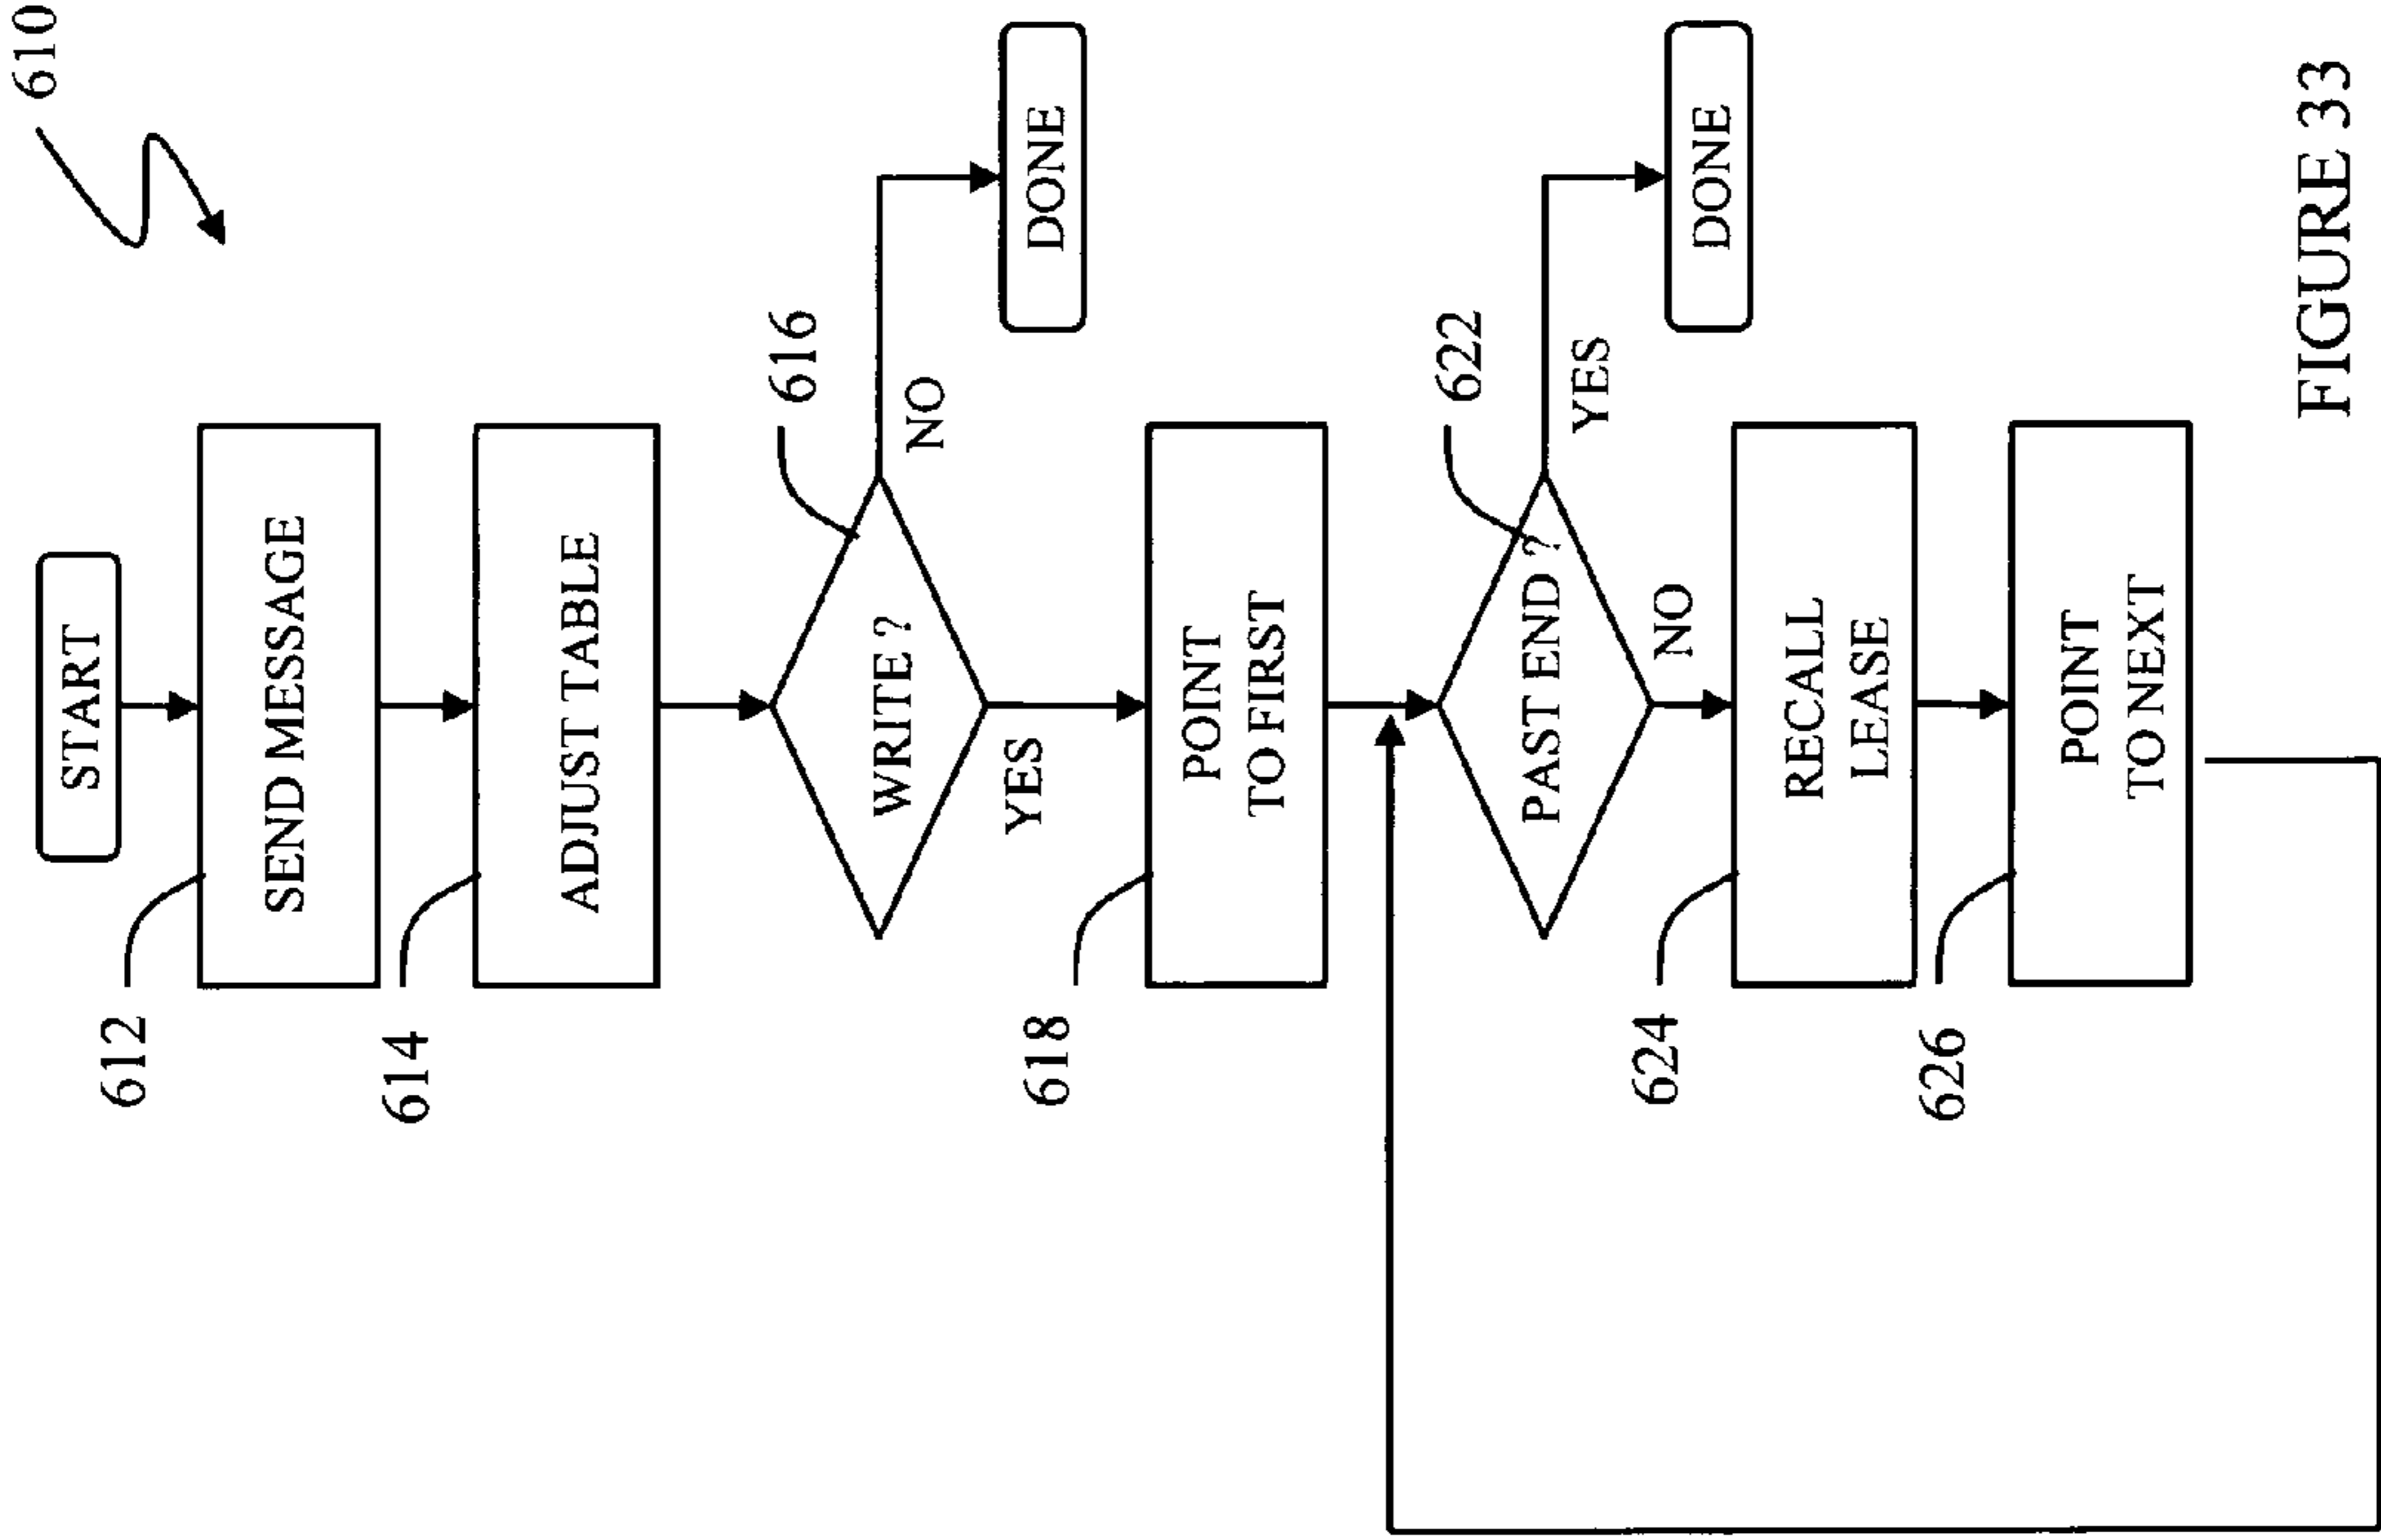 610
START
612
SEND MESSAGE
614
ADJUST TABLE
616
WRITE ?
NO
DONE
YES
618
POINT
TO FIRST
622
PAST END ?
YES
DONE
NO
624
RECALL
LEASE
626
POINT
TO NEXT
FIGURE 33